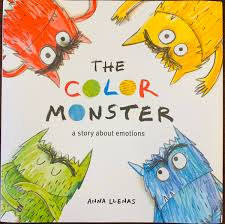 THE
COLOR
MONSTER
a story about emotions
ANNA LLENAS